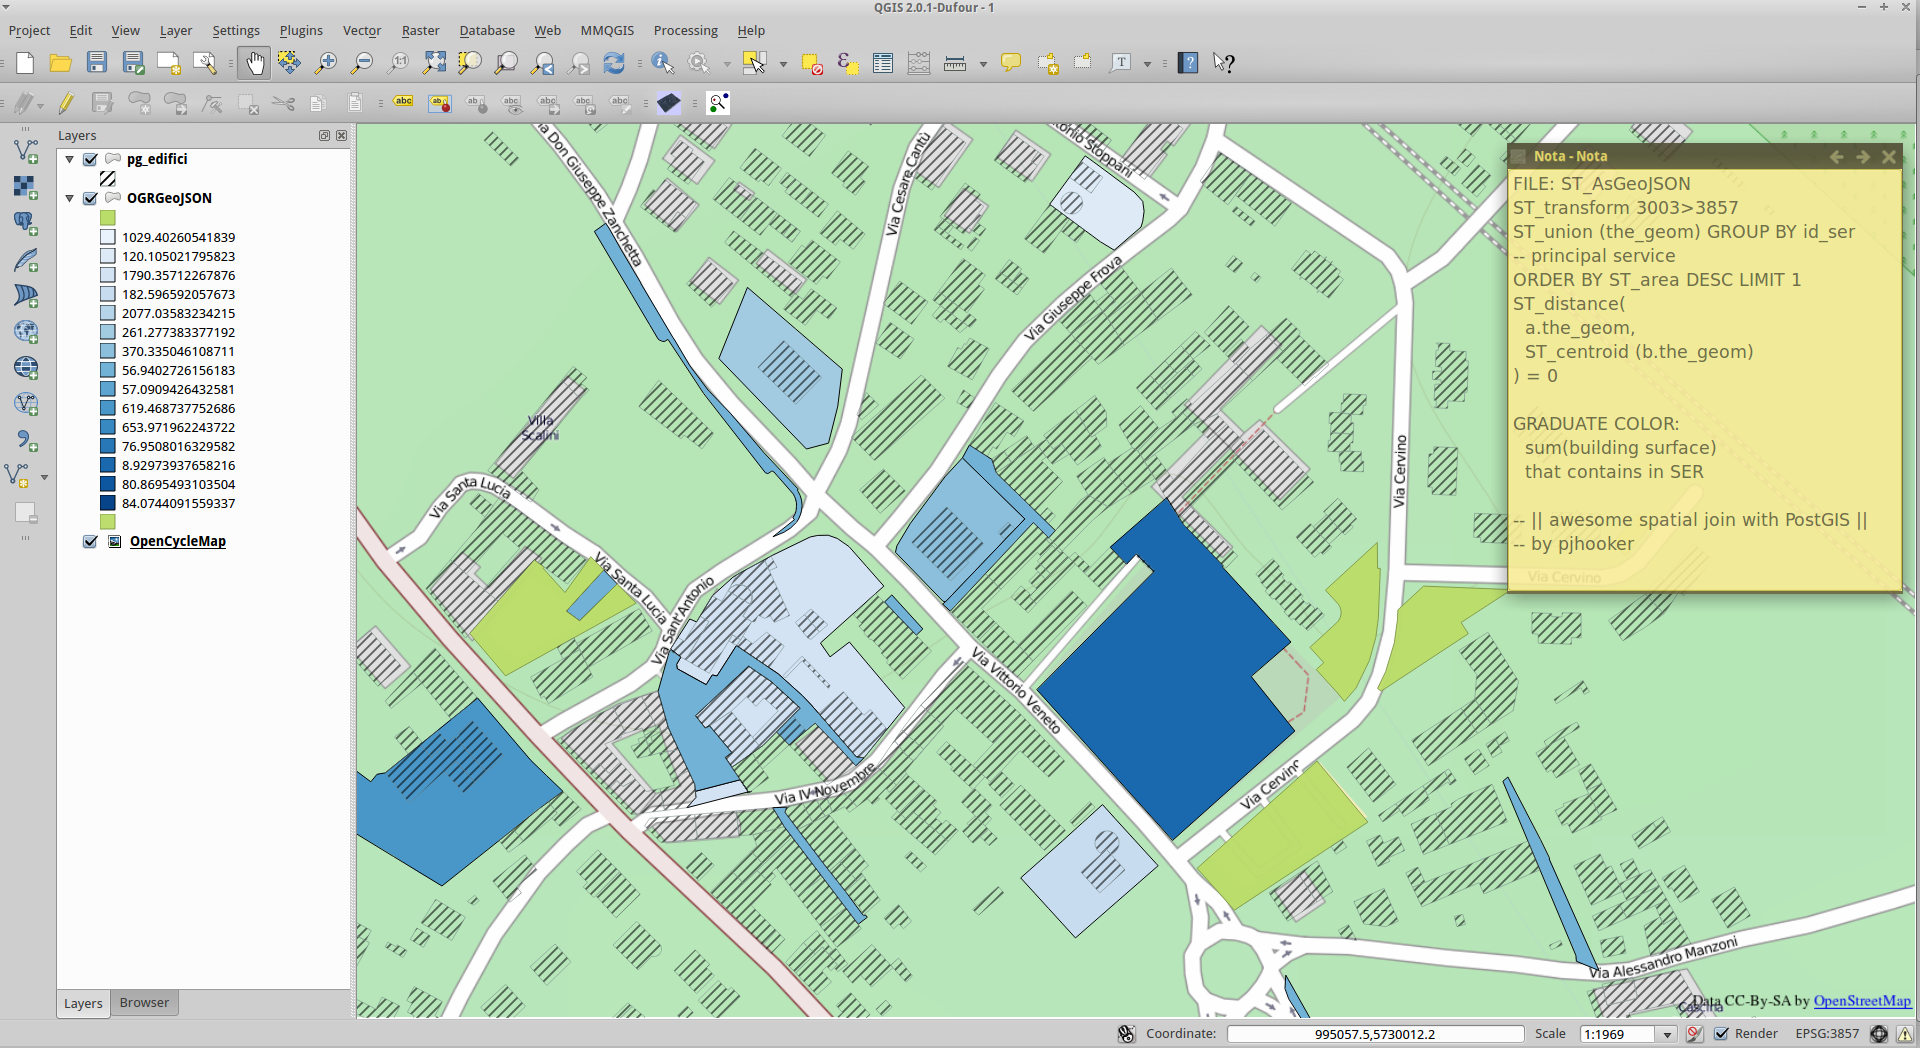 QGIS 2.0.1-Dufour - 1
Project Edit View Layer Settings Plugins Vector Raster Database Web MMQGIS Processing Help
Layers
pg_edifici
OGRGeoJSON
1029.40260541839
120.105021795823
1790.35712267876
182.596592057673
2077.03583234215
261.277383377192
370.335046108711
56.9402726156183
57.0909426432581
619.468737752686
653.971962243722
76.9508016329582
8.92973937658216
80.8695493103504
84.0744091559337
OpenCycleMap
Layers Browser
Nota - Nota
FILE: ST_AsGeoJSON
ST_transform 3003>3857
ST_union (the_geom) GROUP BY id_ser
-- principal service
ORDER BY ST_area DESC LIMIT 1
ST_distance(
a.the_geom,
ST_centroid (b.the_geom)
) = 0
GRADUATE COLOR:
sum(building surface)
that contains in SER
-- || awesome spatial join with PostGIS ||
-- by pjhooker
Via Cervino
ia Don Giuseppe Zanchetta
Via Cesare Cantù
tonio Stoppani
Via Giuseppe Frova
Villa
Scalini
Via Santa Lucia
Via Cervino
Via Santa Lucia
Via Sant'Antonio
Via Vittorio Veneto
Via IV Novembre
Via Cervino
Via Alessandro Manzoni
Cascina
Data CC-By-SA by OpenStreetMap
Coordinate: 995057.5,5730012.2 Scale 1:1969 Render EPSG:3857